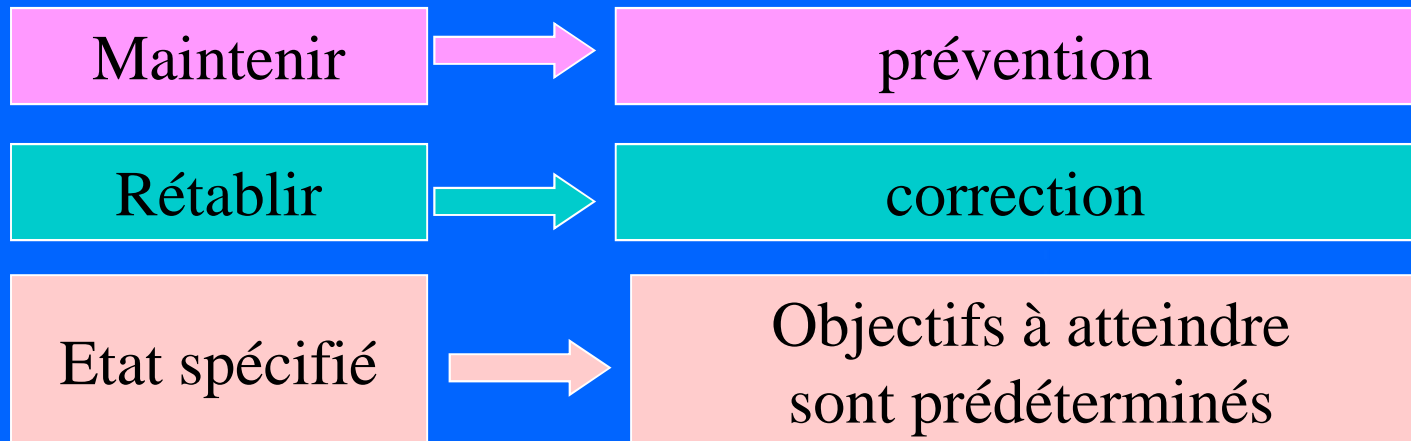 Maintenir
prévention
Rétablir
correction
Etat spécifié
Objectifs à atteindre
sont prédéterminés